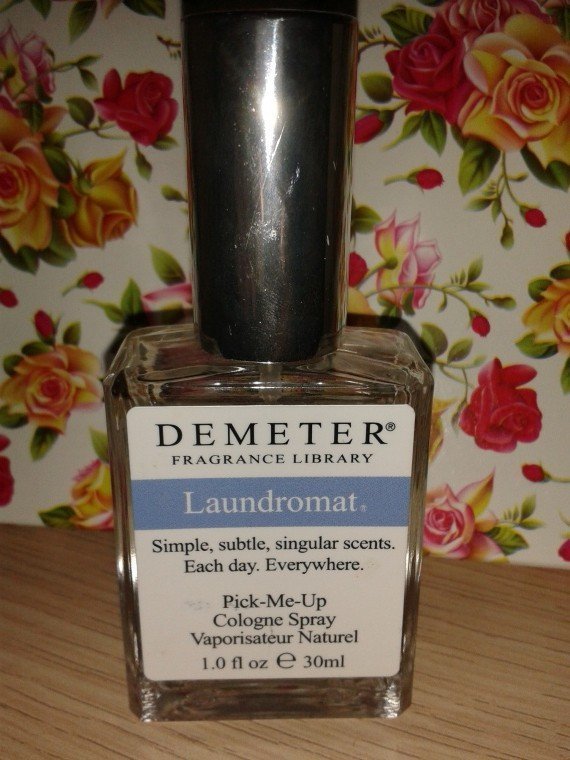 DEMETER®
FRAGRANCE LIBRARY
Laundromat®
Simple, subtle, singular scents.
Each day. Everywhere.
Pick-Me-Up
Cologne Spray
Vaporisateur Naturel
1.0 fl oz ℮ 30ml